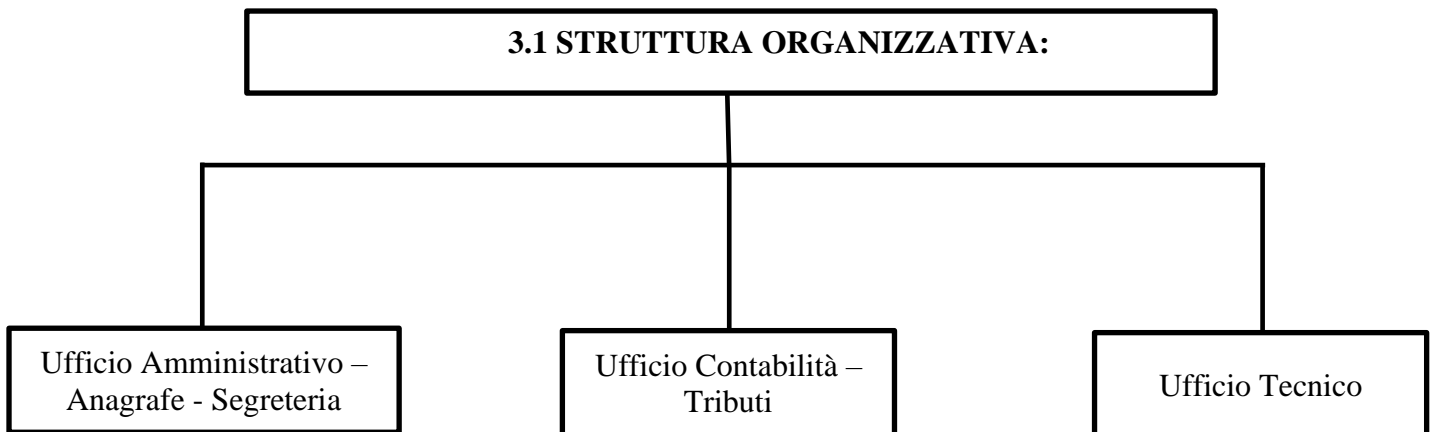 3.1 STRUTTURA ORGANIZZATIVA:
Ufficio Amministrativo –
Anagrafe - Segreteria
Ufficio Contabilità –
Tributi
Ufficio Tecnico